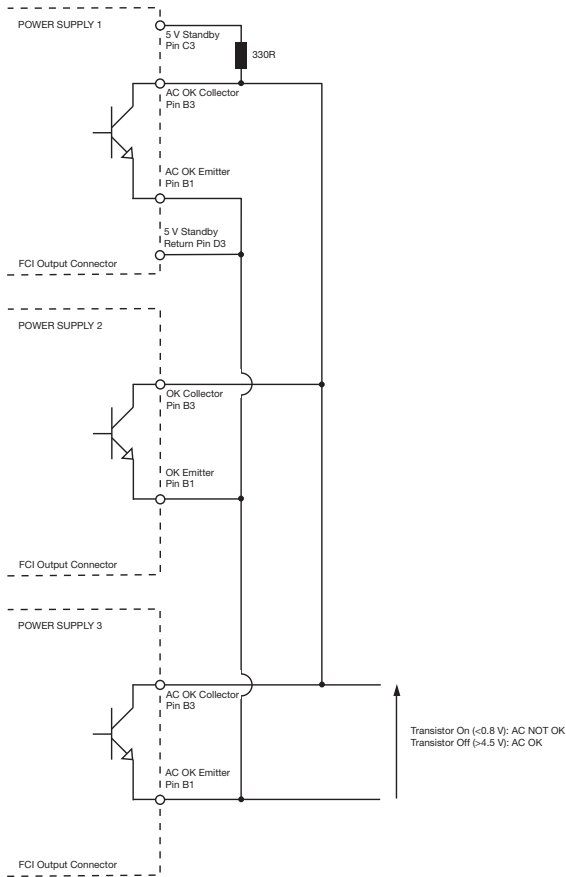 POWER SUPPLY 1
5 V Standby
Pin C3
330R
AC OK Collector
Pin B3
AC OK Emitter
Pin B1
5 V Standby
Return Pin D3
FCI Output Connector
POWER SUPPLY 2
OK Collector
Pin B3
OK Emitter
Pin B1
FCI Output Connector
POWER SUPPLY 3
AC OK Collector
Pin B3
Transistor On (<0.8 V): AC NOT OK
Transistor Off (>4.5 V): AC OK
AC OK Emitter
Pin B1
FCI Output Connector